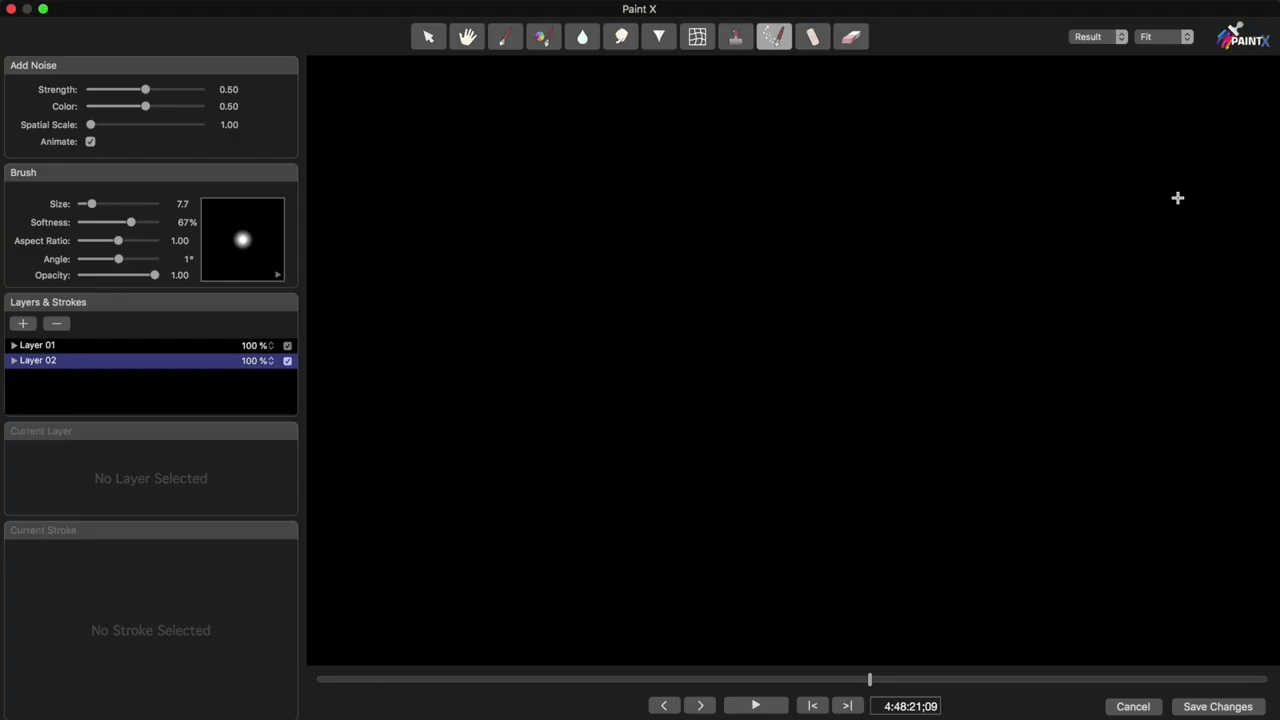 Paint X
Result
Fit
PAINTX
Add Noise
Strength: 0.50
Color: 0.50
Spatial Scale: 1.00
Animate:
Brush
Size: 7.7
Softness: 67%
Aspect Ratio: 1.00
Angle: 1°
Opacity: 1.00
Layers & Strokes
Layer 01 100 %
Layer 02 100 %
Current Layer
No Layer Selected
Current Stroke
No Stroke Selected
4:48:21;09
Cancel
Save Changes